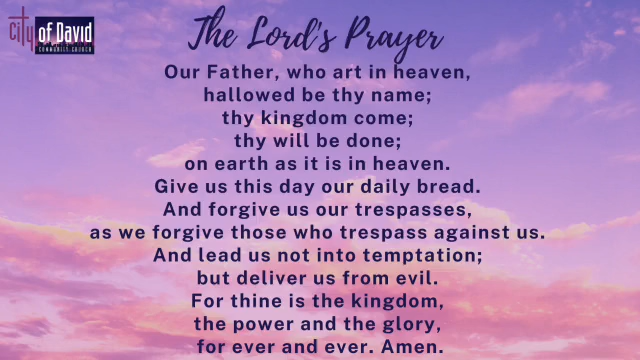 City of David
COMMUNITY CHURCH
The Lord's Prayer
Our Father, who art in heaven,
hallowed be thy name;
thy kingdom come;
thy will be done;
on earth as it is in heaven.
Give us this day our daily bread.
And forgive us our trespasses,
as we forgive those who trespass against us.
And lead us not into temptation;
but deliver us from evil.
For thine is the kingdom,
the power and the glory,
for ever and ever. Amen.